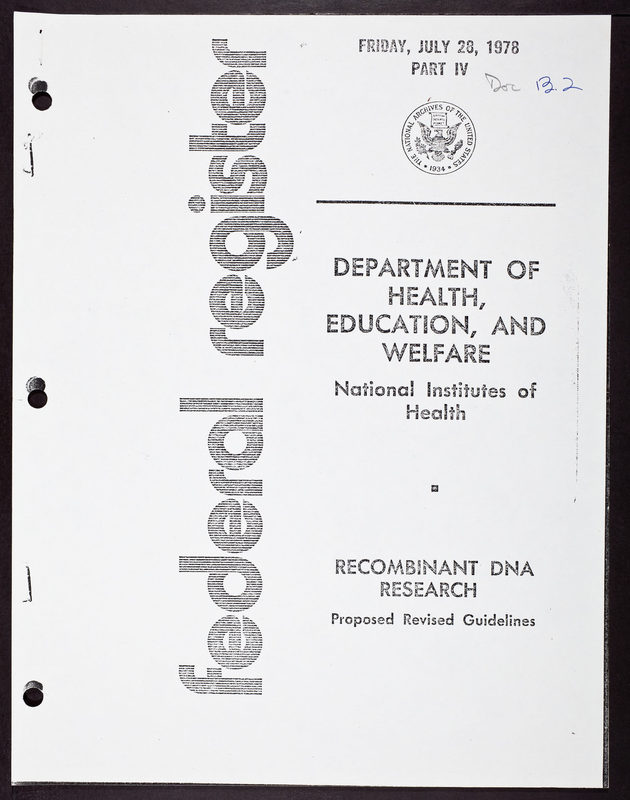 federal register
FRIDAY, JULY 28, 1978
PART IV
Doc B.2
THE NATIONAL ARCHIVES OF THE UNITED STATES
1934
DEPARTMENT OF
HEALTH,
EDUCATION, AND
WELFARE
National Institutes of
Health
RECOMBINANT DNA
RESEARCH
Proposed Revised Guidelines